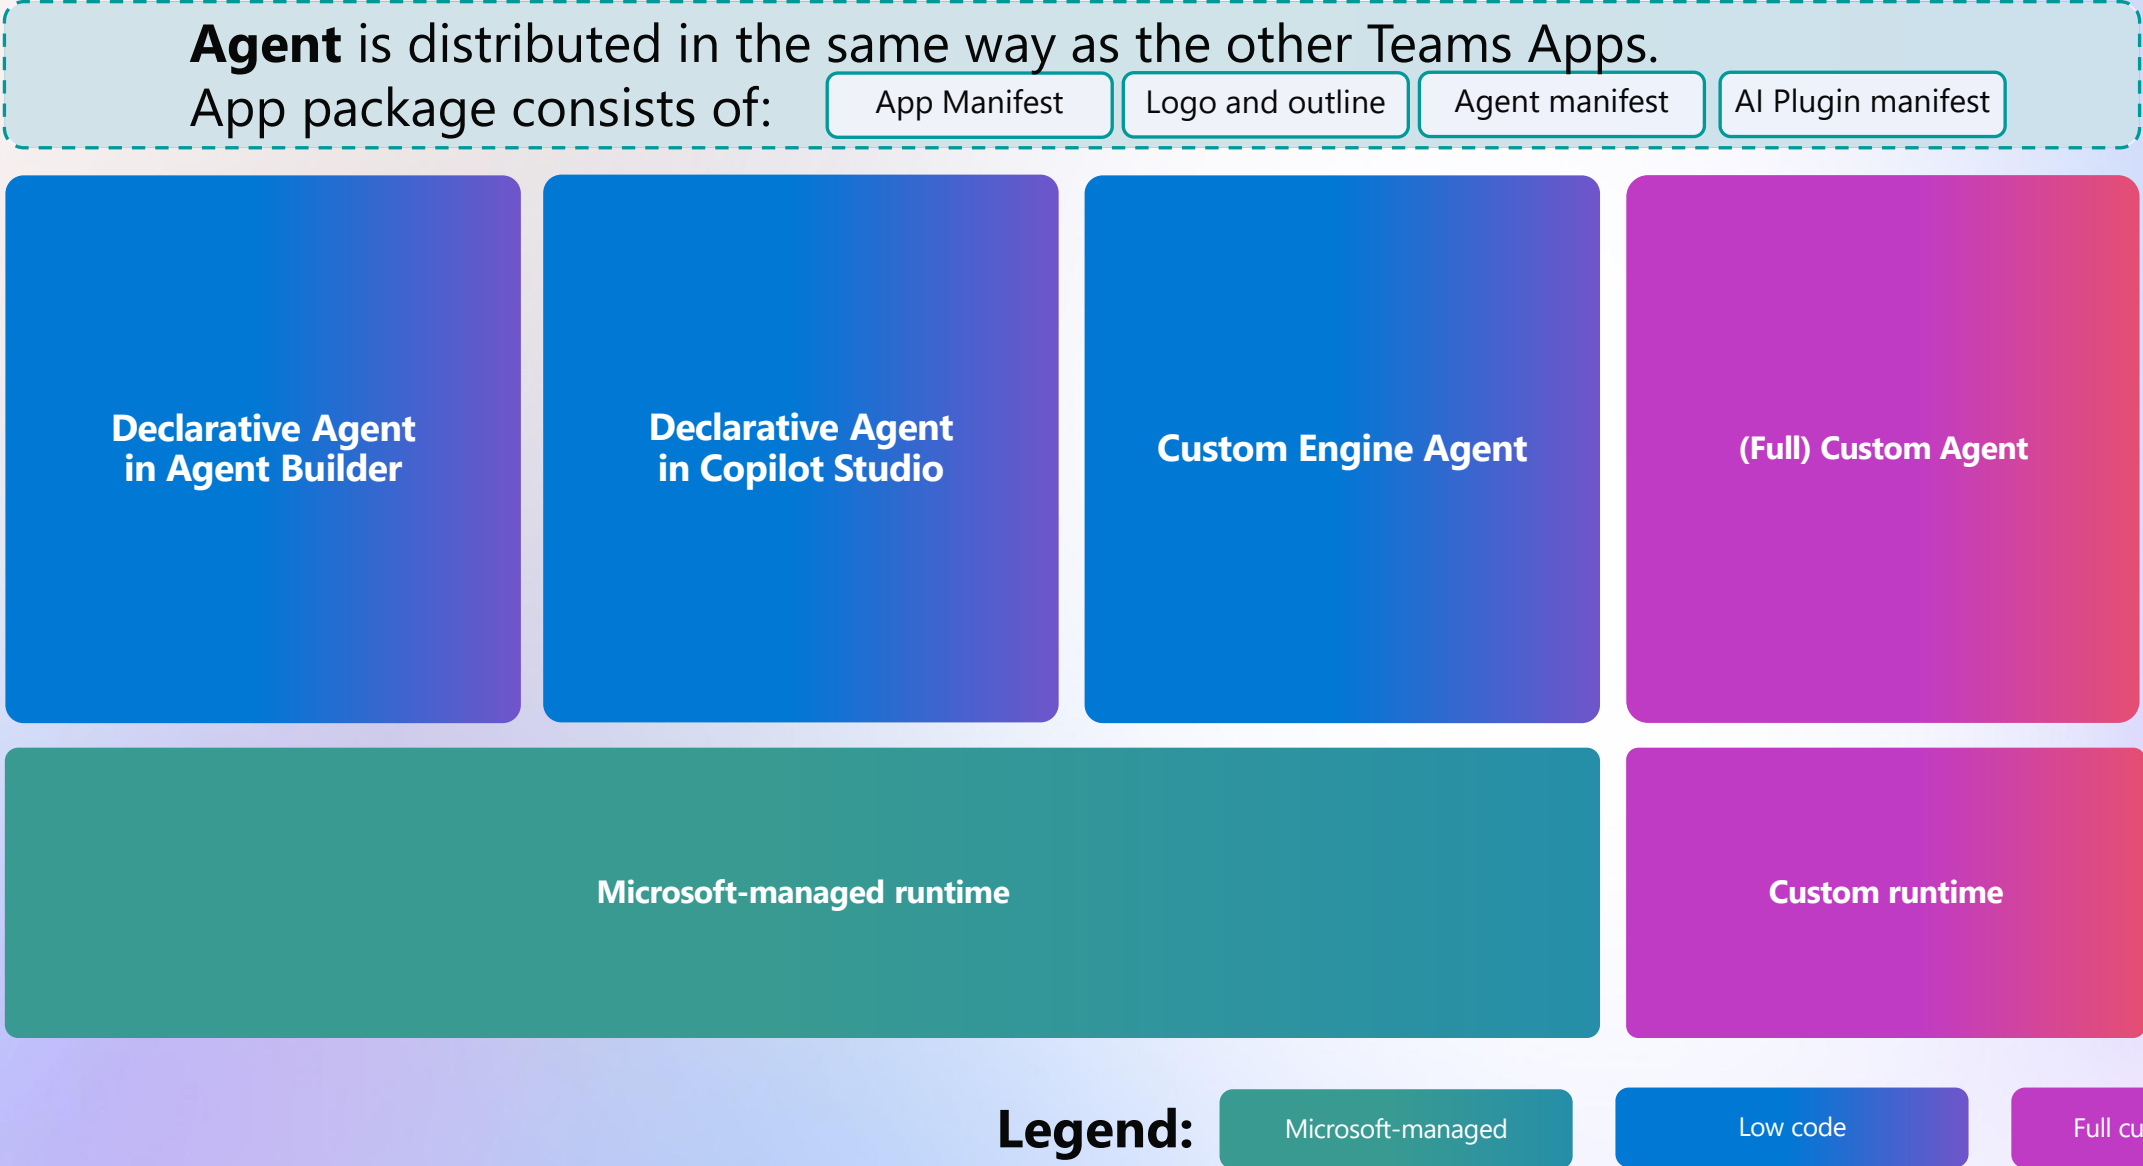 Agent is distributed in the same way as the other Teams Apps.
App package consists of:
App Manifest
Logo and outline
Agent manifest
AI Plugin manifest
Declarative Agent
in Agent Builder
Declarative Agent
in Copilot Studio
Custom Engine Agent
(Full) Custom Agent
Microsoft-managed runtime
Custom runtime
Legend:
Microsoft-managed
Low code
Full